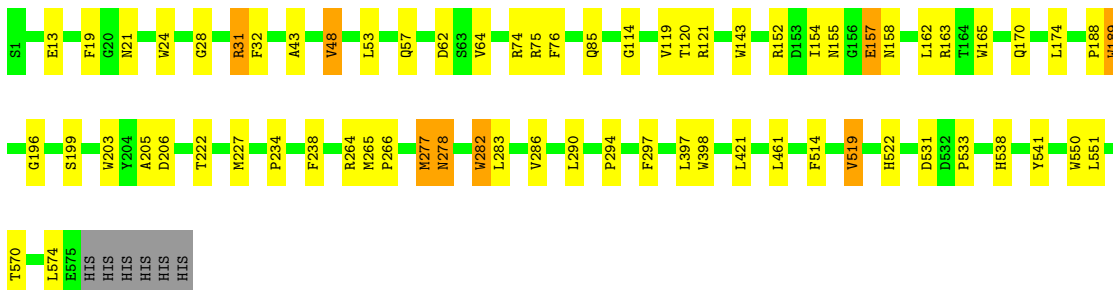 S1 E13 F19 G20 N21 W24 G28 R31 F32 A43 V48 L53 Q57 D62 S63 V64 R74 R75 F76 Q85 G114 V119 T120 R121 W143 R152 D153 I154 N155 G156 E157 N158 L162 R163 T164 W165 Q170 L174 P188 W189
G196 S199 W203 Y204 A205 D206 T222 M227 P234 F238 R264 M265 P266 M277 N278 W282 L283 V286 L290 P294 F297 L397 W398 L421 L461 F514 V519 H522 D531 D532 P533 H538 Y541 W550 L551
T570 L574 E575 HIS HIS HIS HIS HIS HIS